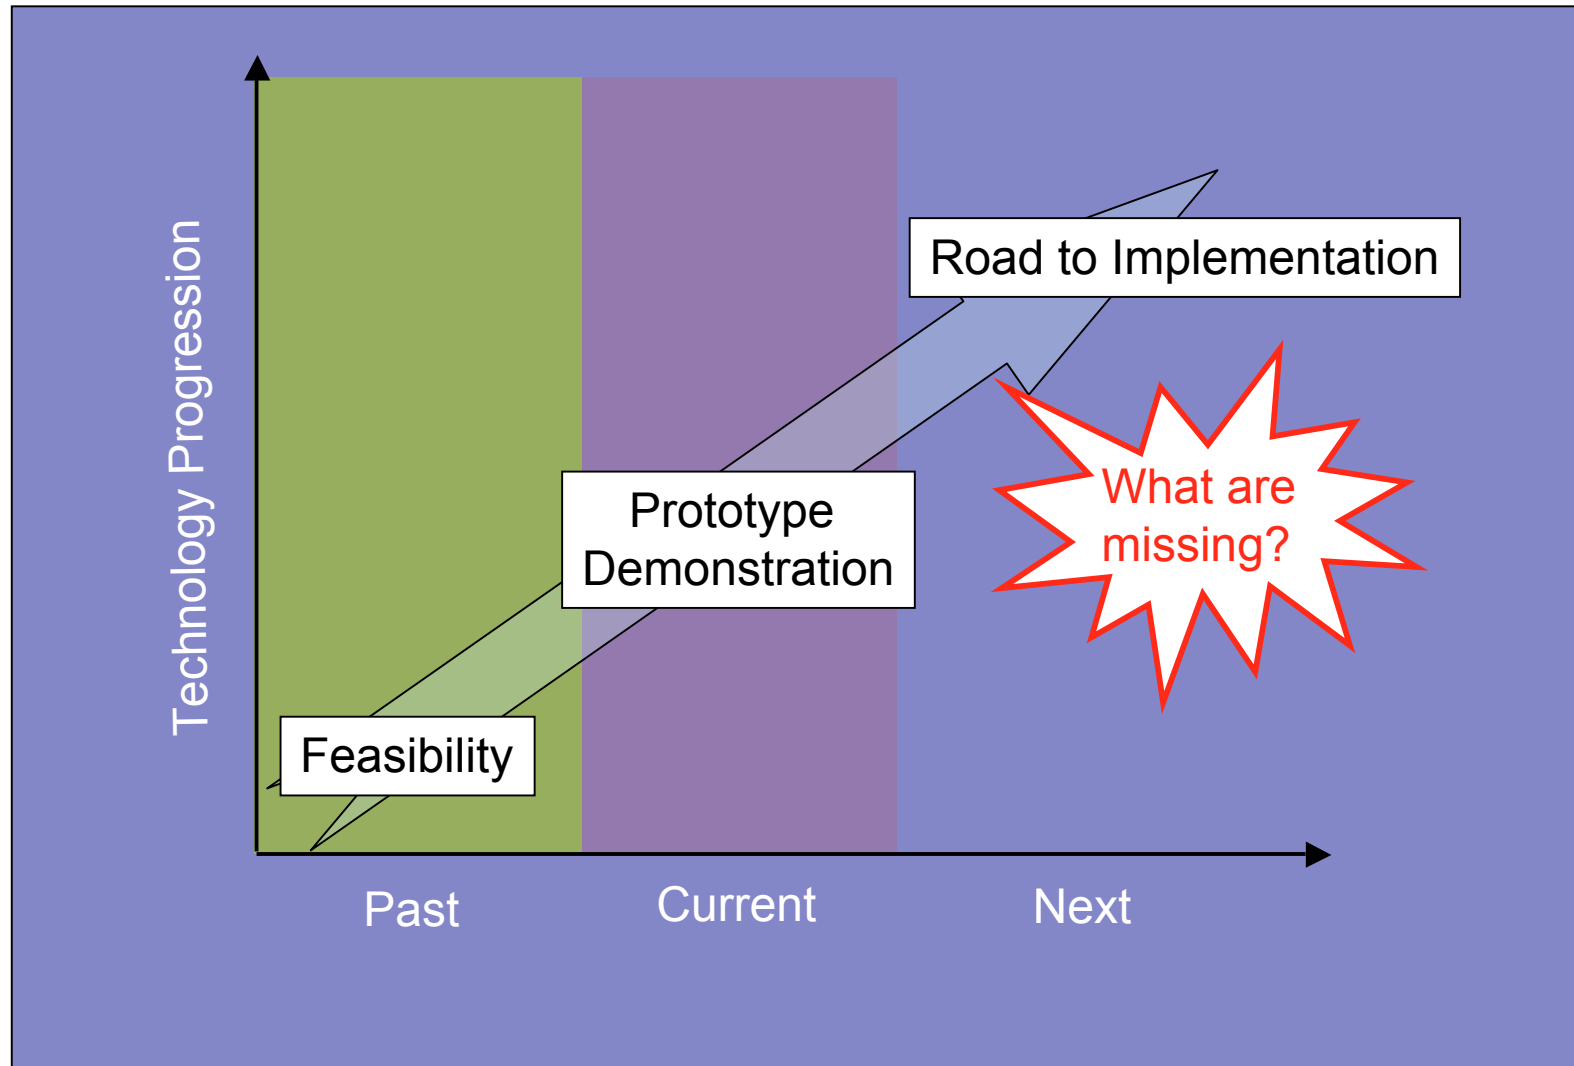 Technology Progression
Road to Implementation
What are
missing?
Prototype
Demonstration
Feasibility
Past
Current
Next